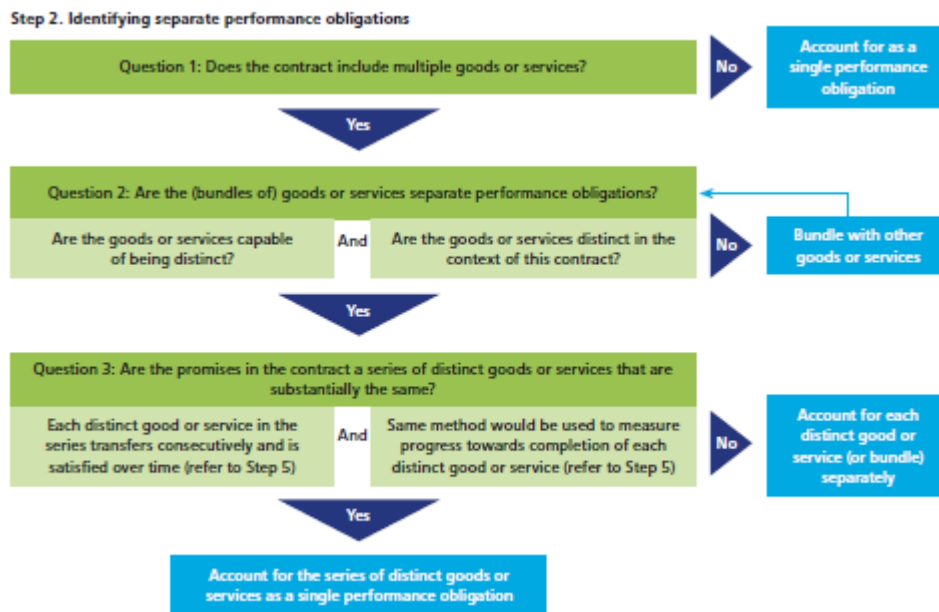 Step 2. Identifying separate performance obligations
Question 1: Does the contract include multiple goods or services?
No
Account for as a
single performance
obligation
Yes
Question 2: Are the (bundles of) goods or services separate performance obligations?
Are the goods or services capable
of being distinct?
And
Are the goods or services distinct in the
context of this contract?
No
Bundle with other
goods or services
Yes
Question 3: Are the promises in the contract a series of distinct goods or services that are
substantially the same?
Each distinct good or service in the
series transfers consecutively and is
satisfied over time (refer to Step 5)
And
Same method would be used to measure
progress towards completion of each
distinct good or service (refer to Step 5)
No
Account for each
distinct good or
service (or bundle)
separately
Yes
Account for the series of distinct goods or
services as a single performance obligation